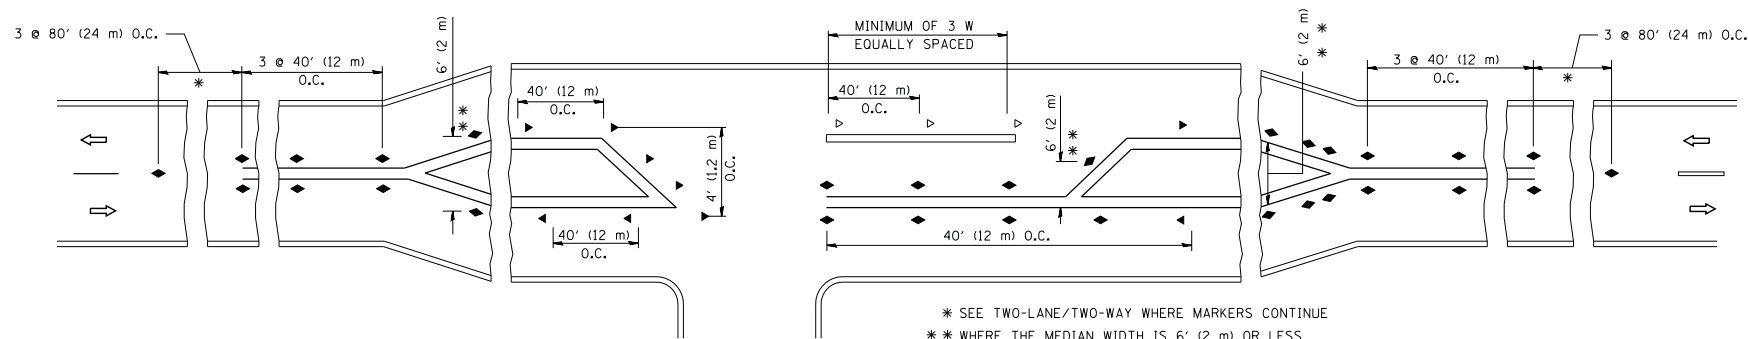 3 @ 80' (24 m) O.C.
3 @ 40' (12 m)
O.C.
*
6' (2 m)
* *
40' (12 m)
O.C.
4' (1.2 m)
O.C.
40' (12 m)
O.C.
MINIMUM OF 3 W
EQUALLY SPACED
40' (12 m)
O.C.
6' (2 m)
* *
40' (12 m) O.C.
6' (2 m)
* *
3 @ 40' (12 m)
O.C.
*
3 @ 80' (24 m) O.C.
* SEE TWO-LANE/TWO-WAY WHERE MARKERS CONTINUE
* * WHERE THE MEDIAN WIDTH IS 6' (2 m) OR LESS